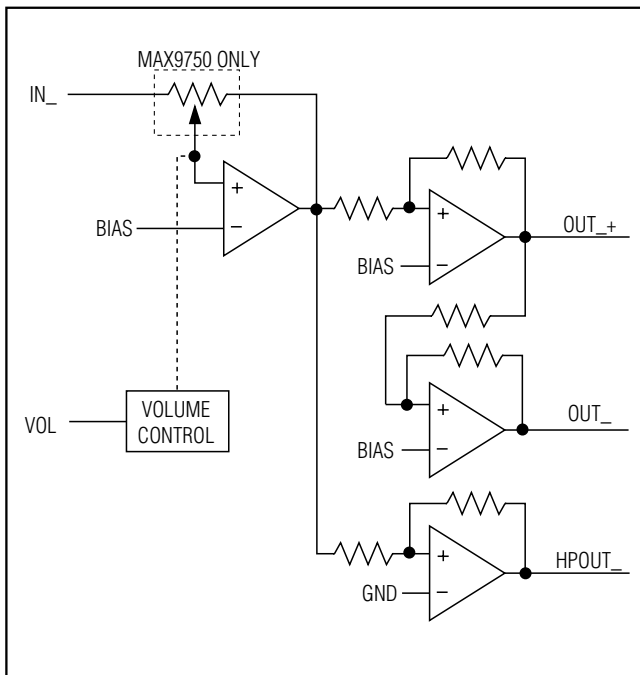 MAX9750 ONLY
IN_
+
−
BIAS
+
−
BIAS
OUT_+
VOL
VOLUME
CONTROL
+
−
BIAS
OUT_
+
−
GND
HPOUT_